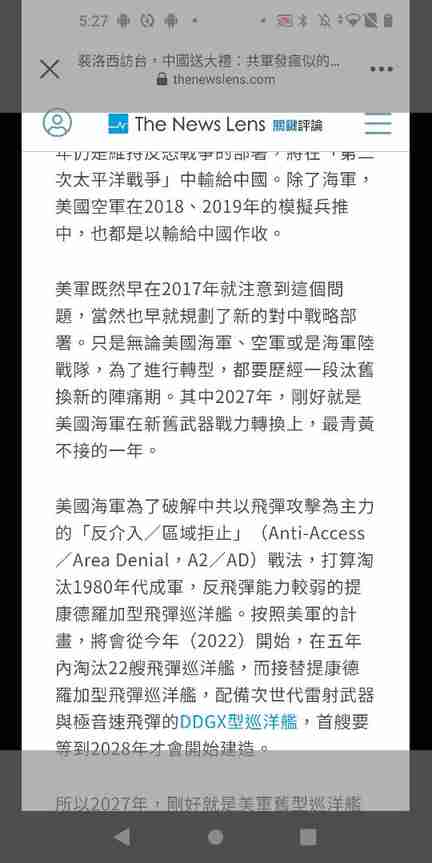 5:27
裴洛西訪台,中國送大禮:共軍發瘋似的...
thenewslens.com
The News Lens 關鍵評論
年仍是維持反恐戰爭的部署,將在「第二
次太平洋戰爭」中輸給中國。除了海軍,
美國空軍在2018、2019年的模擬兵推
中,也都是以輸給中國作收。
美軍既然早在2017年就注意到這個問
題,當然也早就規劃了新的對中戰略部
署。只是無論美國海軍、空軍或是海軍陸
戰隊,為了進行轉型,都要歷經一段汰舊
換新的陣痛期。其中2027年,剛好就是
美國海軍在新舊武器戰力轉換上,最青黃
不接的一年。
美國海軍為了破解中共以飛彈攻擊為主力
的「反介入／區域拒止」(Anti-Access
／Area Denial,A2／AD)戰法,打算淘
汰1980年代成軍,反飛彈能力較弱的提
康德羅加型飛彈巡洋艦。按照美軍的計
畫,將會從今年(2022)開始,在五年
內淘汰22艘飛彈巡洋艦,而接替提康德
羅加型飛彈巡洋艦,配備次世代雷射武器
與極音速飛彈的DDGX型巡洋艦,首艘要
等到2028年才會開始建造。
所以2027年,剛好就是美軍舊型巡洋艦